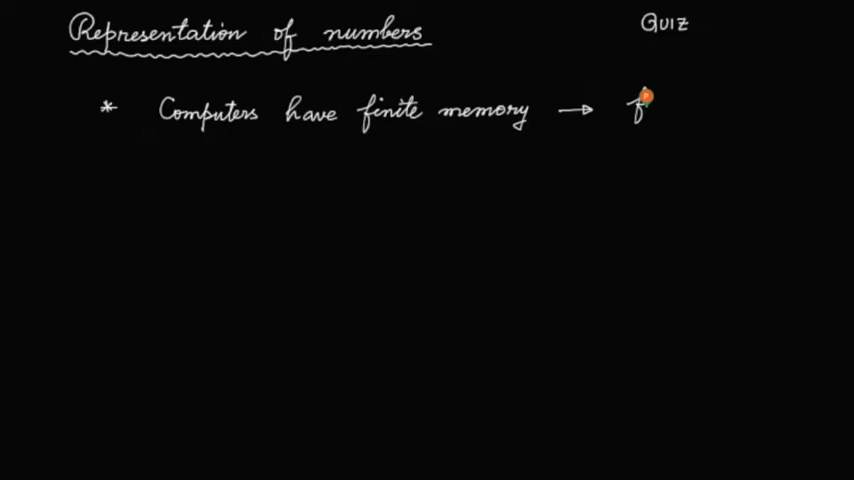 Representation of numbers
QUIZ
* Computers have finite memory → f